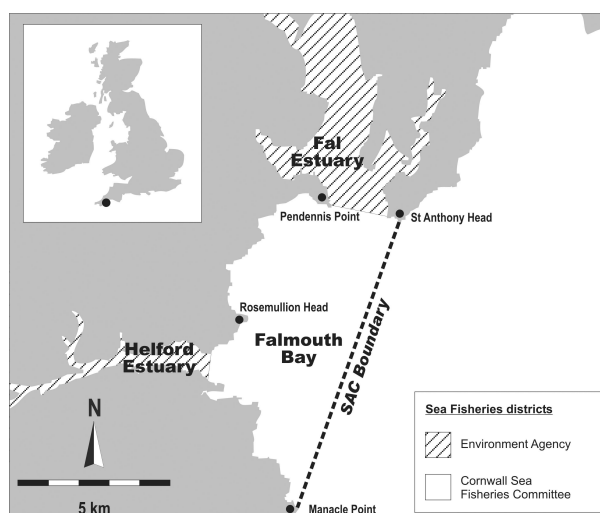 Fal
Estuary
Pendennis Point
St Anthony Head
Rosemullion Head
Falmouth
Bay
SAC Boundary
Helford
Estuary
N
5 km
Manacle Point
Sea Fisheries districts
Environment Agency
Cornwall Sea
Fisheries Committee